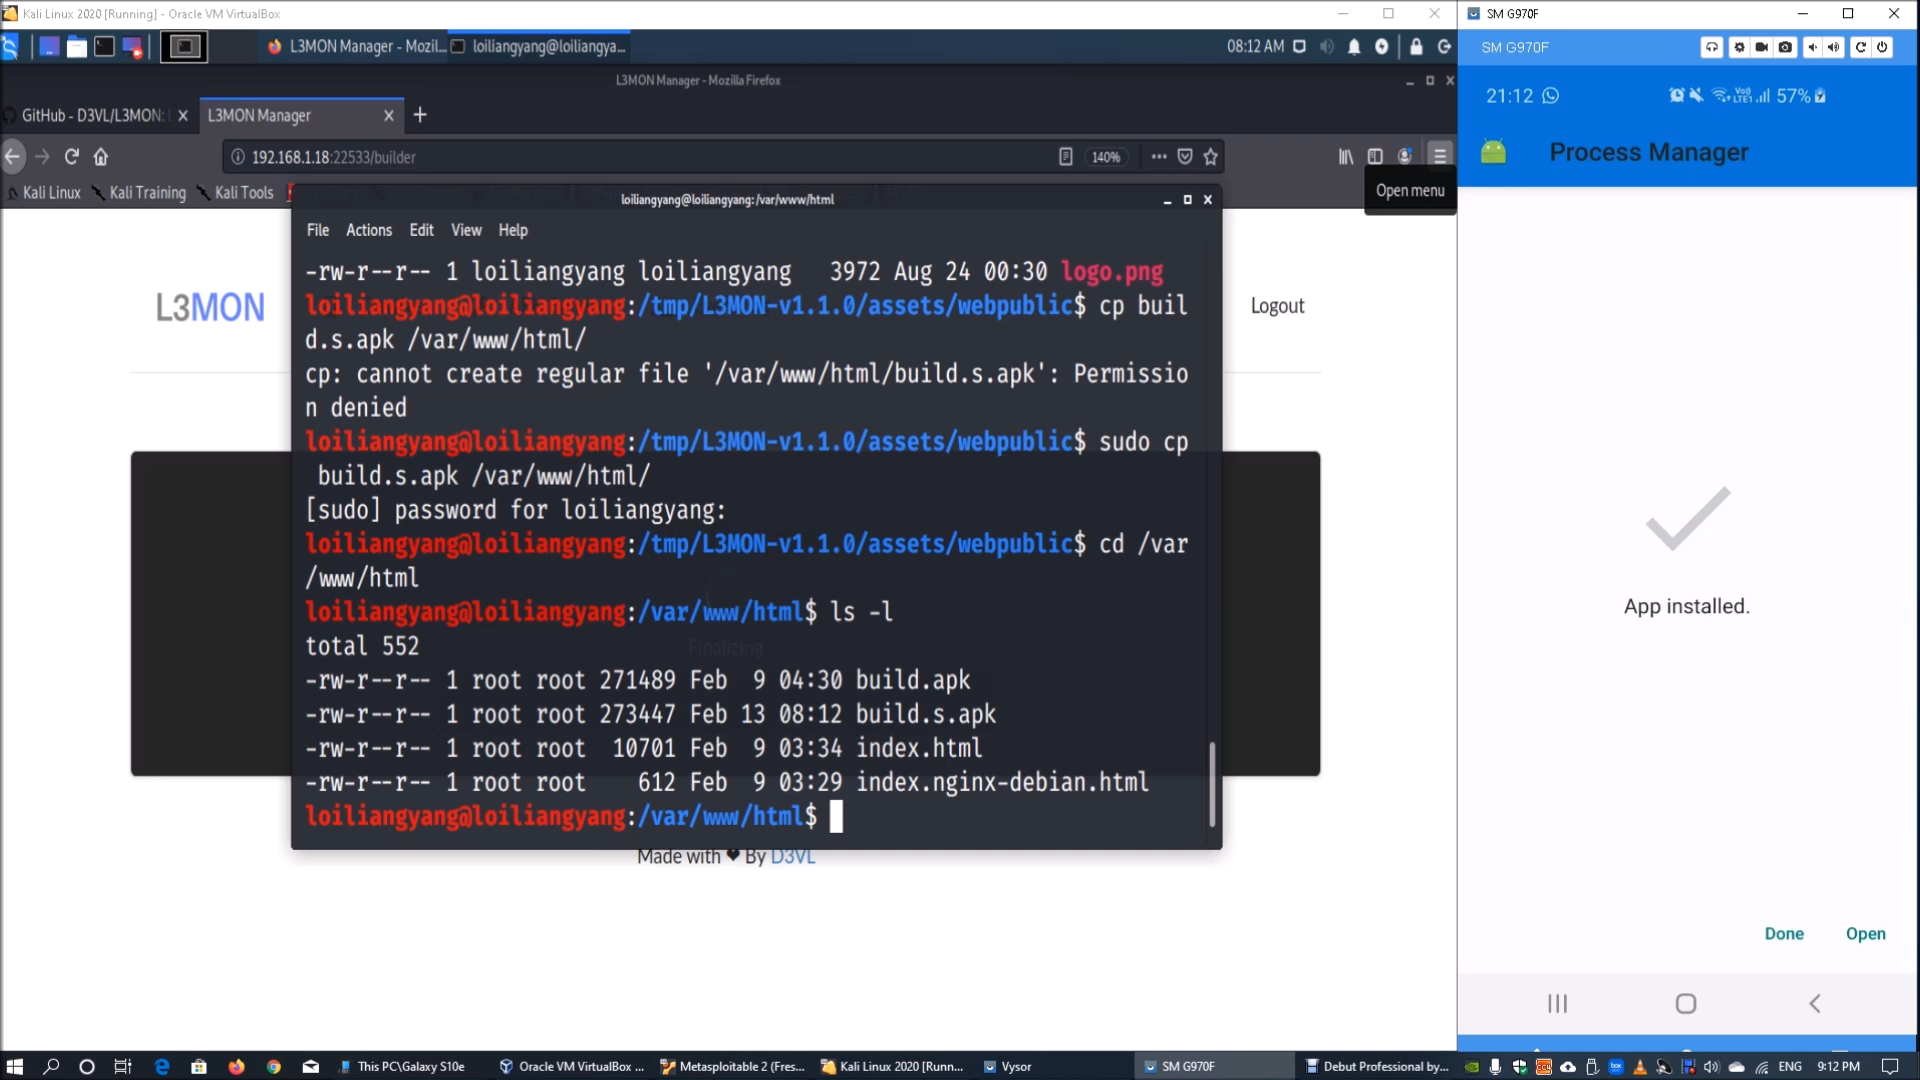 Kali Linux 2020 [Running] - Oracle VM VirtualBox
SM G970F
L3MON Manager - Mozil...
loiliangyang@loiliangya...
08:12 AM
SM G970F
L3MON Manager - Mozilla Firefox
21:12
57%
GitHub - D3VL/L3MON:
L3MON Manager
192.168.1.18:22533/builder
140%
Process Manager
Kali Linux
Kali Training
Kali Tools
Open menu
loiliangyang@loiliangyang: /var/www/html
File Actions Edit View Help
-rw-r--r-- 1 loiliangyang loiliangyang   3972 Aug 24 00:30 logo.png
loiliangyang@loiliangyang:/tmp/L3MON-v1.1.0/assets/webpublic$ cp buil
d.s.apk /var/www/html/
cp: cannot create regular file '/var/www/html/build.s.apk': Permissio
n denied
loiliangyang@loiliangyang:/tmp/L3MON-v1.1.0/assets/webpublic$ sudo cp
 build.s.apk /var/www/html/
[sudo] password for loiliangyang:
loiliangyang@loiliangyang:/tmp/L3MON-v1.1.0/assets/webpublic$ cd /var
/www/html
loiliangyang@loiliangyang:/var/www/html$ ls -l
total 552
-rw-r--r-- 1 root root 271489 Feb  9 04:30 build.apk
-rw-r--r-- 1 root root 273447 Feb 13 08:12 build.s.apk
-rw-r--r-- 1 root root  10701 Feb  9 03:34 index.html
-rw-r--r-- 1 root root    612 Feb  9 03:29 index.nginx-debian.html
loiliangyang@loiliangyang:/var/www/html$
L3MON
Logout
Finalizing
Made with ❤ By D3VL
App installed.
Done
Open
This PC\Galaxy S10e
Oracle VM VirtualBox ...
Metasploitable 2 (Fres...
Kali Linux 2020 [Runn...
Vysor
SM G970F
Debut Professional by...
ENG
9:12 PM